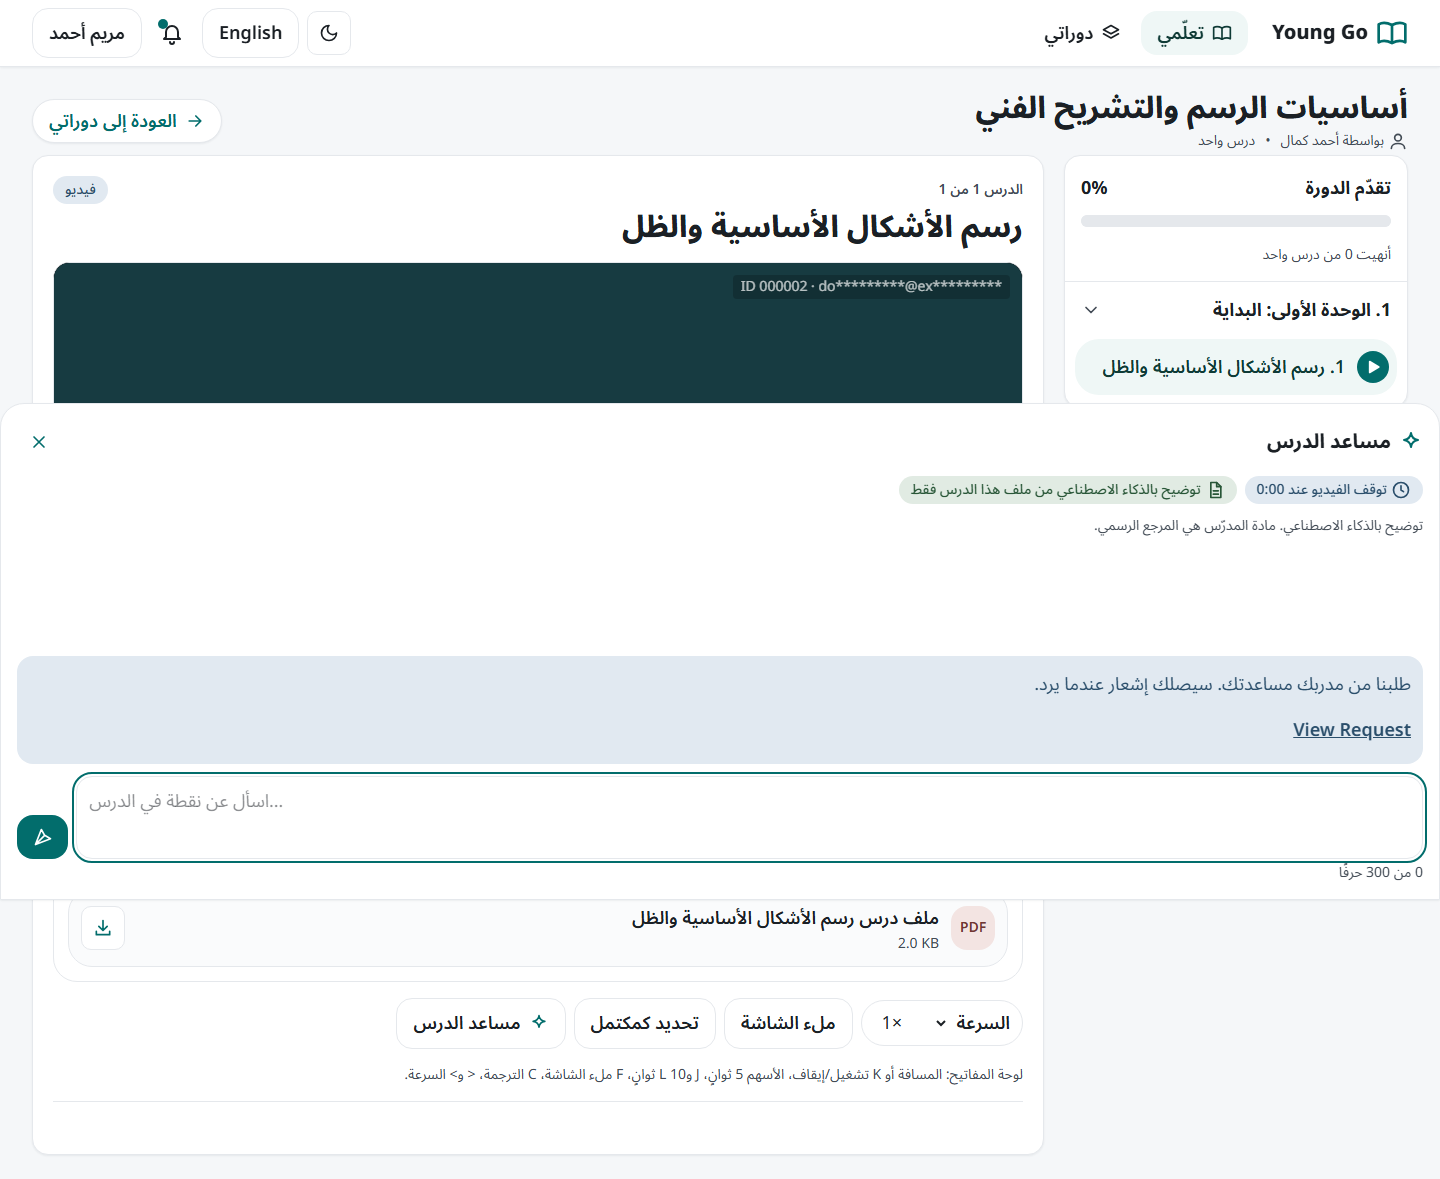 Young Go
تعلّمي
دوراتي
English
مريم أحمد
أساسيات الرسم والتشريح الفني
بواسطة أحمد كمال • درس واحد
العودة إلى دوراتي
تقدّم الدورة
0%
أنهيت 0 من درس واحد
1. الوحدة الأولى: البداية
1. رسم الأشكال الأساسية والظل
الدرس 1 من 1
فيديو
رسم الأشكال الأساسية والظل
ID 000002 · do*********@ex*********
مساعد الدرس
توقف الفيديو عند 0:00
توضيح بالذكاء الاصطناعي من ملف هذا الدرس فقط
توضيح بالذكاء الاصطناعي. مادة المدرّس هي المرجع الرسمي.
طلبنا من مدربك مساعدتك. سيصلك إشعار عندما يرد.
View Request
اسأل عن نقطة في الدرس...
0 من 300 حرفًا
PDF
ملف درس رسم الأشكال الأساسية والظل
2.0 KB
السرعة
1×
ملء الشاشة
تحديد كمكتمل
مساعد الدرس
لوحة المفاتيح: المسافة أو K تشغيل/إيقاف، الأسهم 5 ثوانٍ، J وL 10 ثوانٍ، F ملء الشاشة، C الترجمة، < و> السرعة.